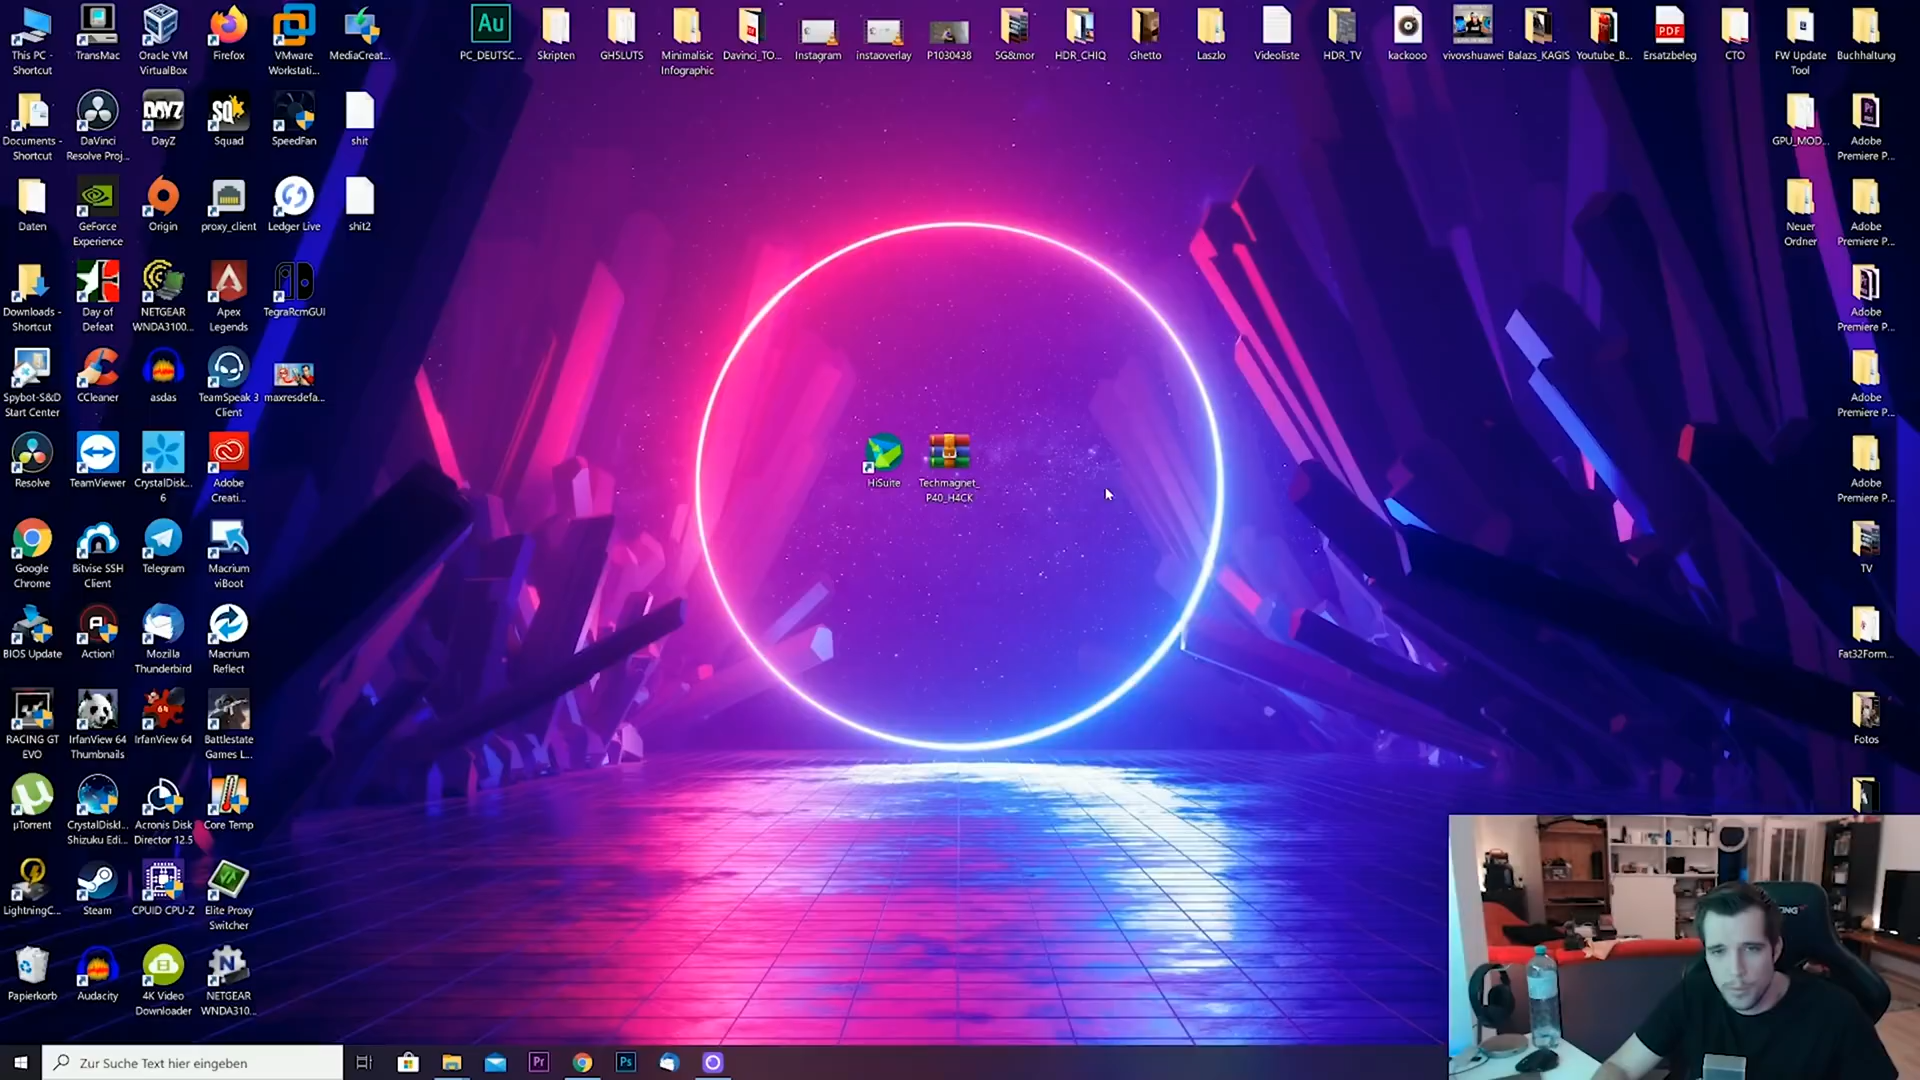 This PC - Shortcut
TransMac
Oracle VM VirtualBox
Firefox
VMware Workstati...
MediaCreat...
Au
PC_DEUTSC...
Skripten
GHSLUTS
Minimalisic Infographic
Davinci_TO...
Instagram
instaoverlay
P1030438
5G&mor
HDR_CHIQ
Ghetto
Laszlo
Videoliste
HDR_TV
kackooo
vivovshuawei
Balazs_KAGIS
Youtube_B...
PDF
Ersatzbeleg
CTO
FW Update Tool
Buchhaltung
Documents - Shortcut
DaVinci Resolve Proj...
DAYZ
DayZ
SQ
Squad
SpeedFan
shit
GPU_MOD...
Adobe Premiere P...
Daten
GeForce Experience
Origin
proxy_client
Ledger Live
shit2
Neuer Ordner
Adobe Premiere P...
Downloads - Shortcut
Day of Defeat
NETGEAR WNDA3100...
Apex Legends
TegraRcmGUI
Adobe Premiere P...
Spybot-S&D Start Center
CCleaner
asdas
TeamSpeak 3 Client
maxresdefa...
Adobe Premiere P...
Resolve
TeamViewer
CrystalDisk... 6
Adobe Creati...
HiSuite
Techmagnet_ P40_H4CK
Adobe Premiere P...
Google Chrome
Bitvise SSH Client
Telegram
Macrium viBoot
TV
BIOS Update
Action!
Mozilla Thunderbird
Macrium Reflect
Fat32Form...
RACING GT EVO
IrfanView 64 Thumbnails
64
IrfanView 64
Battlestate Games L...
Fotos
µTorrent
CrystalDiskI... Shizuku Edi...
Acronis Disk Director 12.5
Core Temp
LightningC...
Steam
CPUID CPU-Z
Elite Proxy Switcher
Papierkorb
Audacity
4K Video Downloader
N
NETGEAR WNDA310...
Zur Suche Text hier eingeben
Pr
Ps